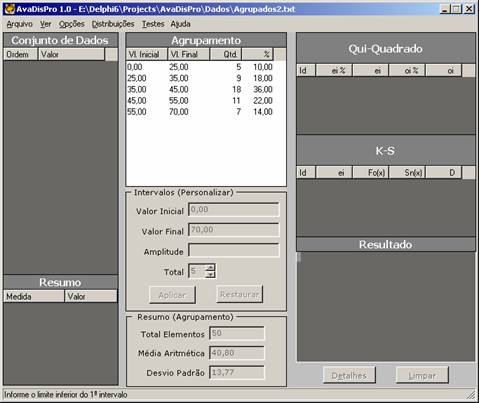 AvaDisPro 1.0 - E:\Delphi6\Projects\AvaDisPro\Dados\Agrupados2.txt
Arquivo Ver Opções Distribuições Testes Ajuda
Conjunto de Dados
Ordem Valor
Resumo
Medida Valor
Agrupamento
Vl. Inicial Vl. Final Qtd. %
0,00 25,00 5 10,00
25,00 35,00 9 18,00
35,00 45,00 18 36,00
45,00 55,00 11 22,00
55,00 70,00 7 14,00
Intervalos (Personalizar)
Valor Inicial 0,00
Valor Final 70,00
Amplitude
Total 5
Aplicar Restaurar
Resumo (Agrupamento)
Total Elementos 50
Média Aritmética 40,80
Desvio Padrão 13,77
Qui-Quadrado
Id ei % ei oi % oi
K-S
Id ei Fo(x) Sn(x) D
Resultado
Detalhes Limpar
Informe o limite inferior do 1º intervalo